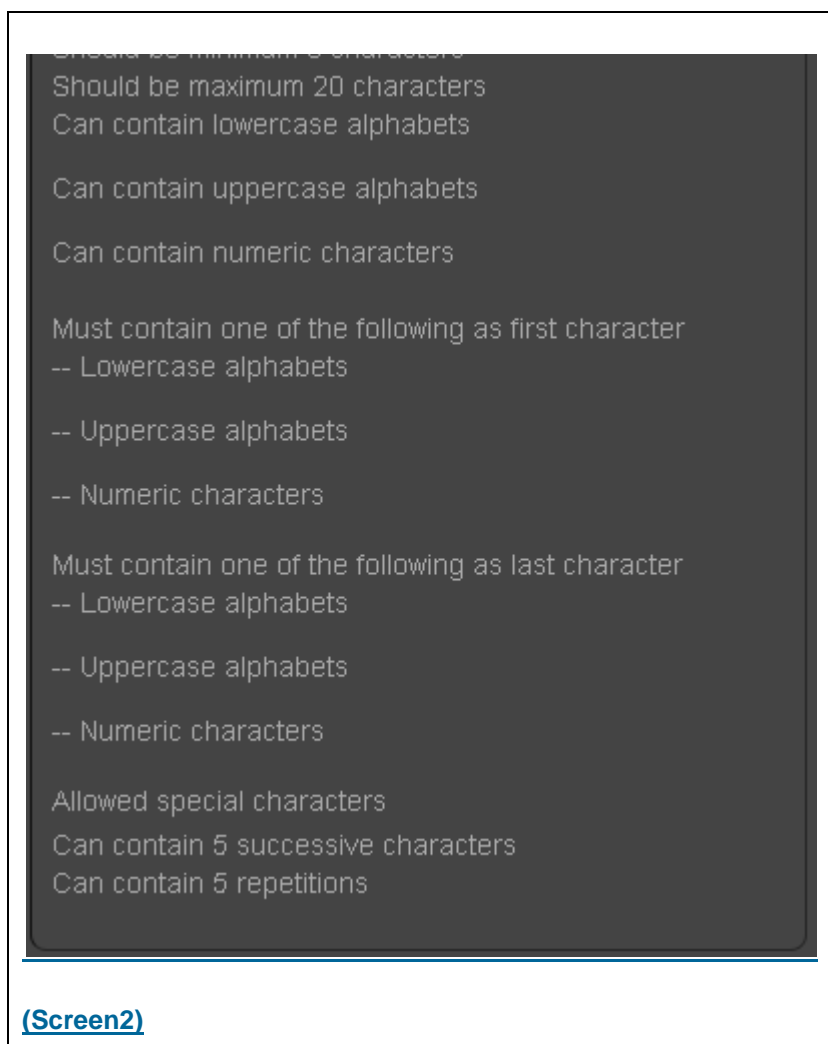 Should be maximum 20 characters
Can contain lowercase alphabets
Can contain uppercase alphabets
Can contain numeric characters
Must contain one of the following as first character
-- Lowercase alphabets
-- Uppercase alphabets
-- Numeric characters
Must contain one of the following as last character
-- Lowercase alphabets
-- Uppercase alphabets
-- Numeric characters
Allowed special characters
Can contain 5 successive characters
Can contain 5 repetitions
(Screen2)